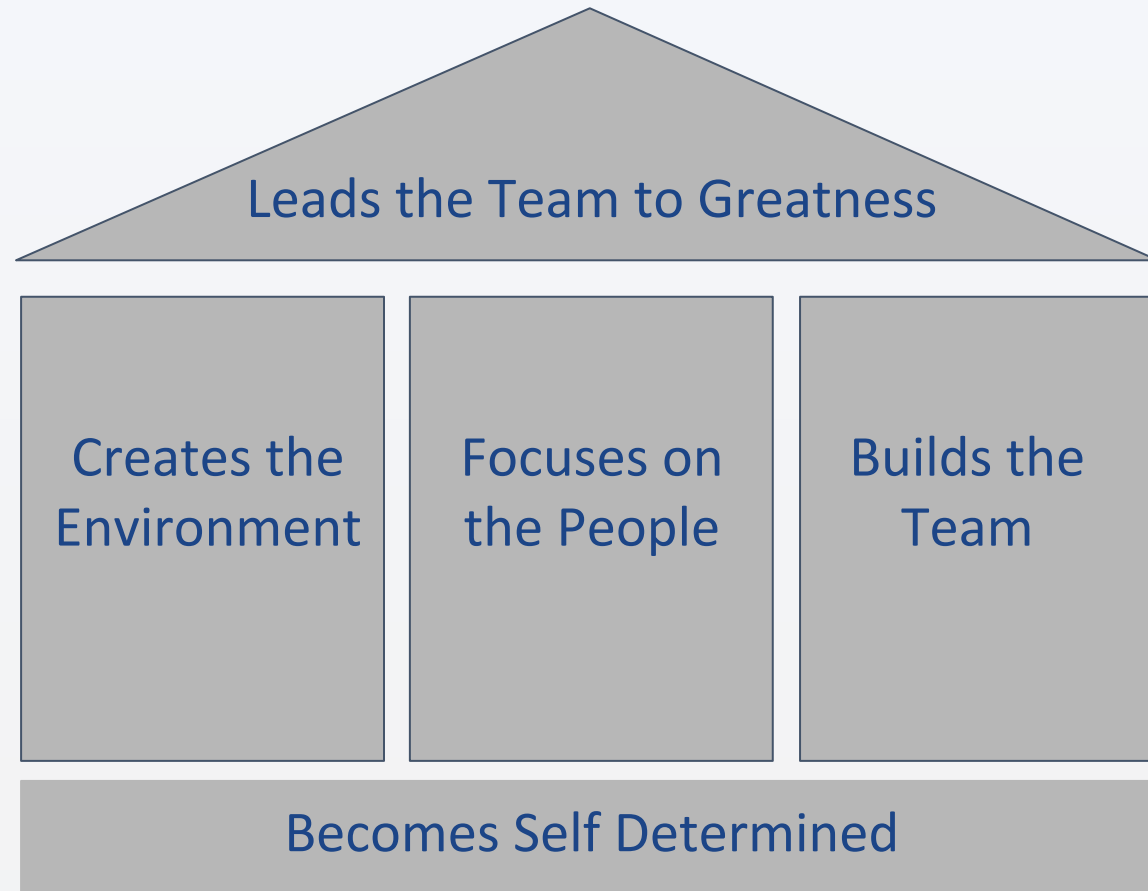 Leads the Team to Greatness
Creates the
Environment
Focuses on
the People
Builds the
Team
Becomes Self Determined